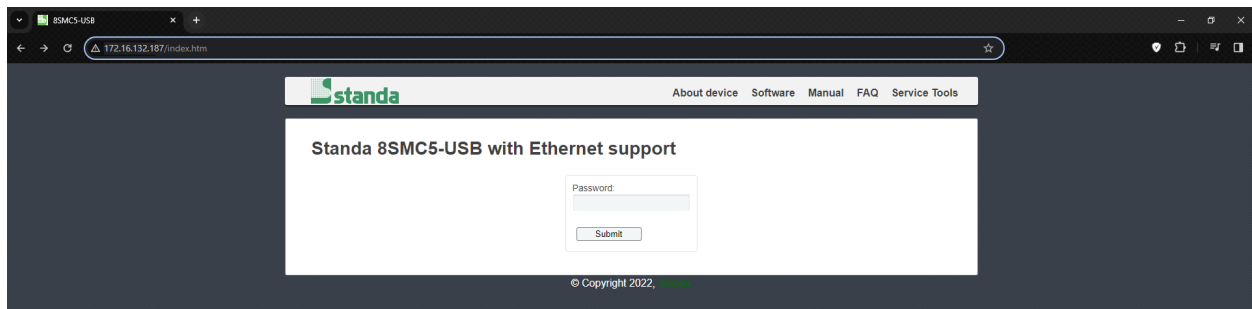 8SMC5-USB
172.16.132.187/index.htm
standa
About device Software Manual FAQ Service Tools
Standa 8SMC5-USB with Ethernet support
Password:
Submit
© Copyright 2022,